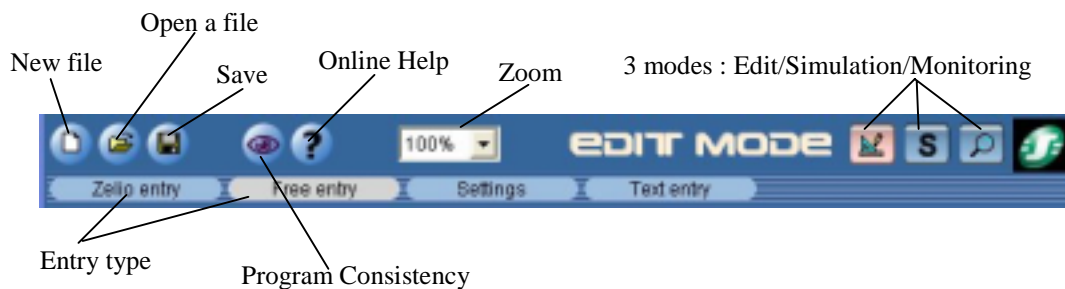 Open a file
New file
Save
Online Help
Zoom
3 modes : Edit/Simulation/Monitoring
?
100%
EDIT MODE
S
Zelio entry
Free entry
Settings
Text entry
Entry type
Program Consistency